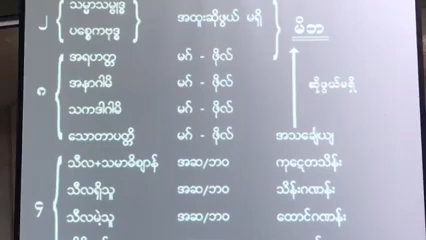 ၂ သမ္မာသမ္ဗုဒ္ဓ အထူးဆိုဖွယ် မရှိ မိဘ
ပစ္စေကဗုဒ္ဓ
အရဟတ္တ မဂ် - ဖိုလ်
၈ အနာဂါမိ မဂ် - ဖိုလ် ဆိုဖွယ်မရှိ
သကဒါဂါမိ မဂ် - ဖိုလ်
သောတာပတ္တိ မဂ် - ဖိုလ် အသင်္ချေယျ
သီလ+သမာဓိဈာန် အဆ/ဘဝ ကုဋေတသိန်း
သီလရှိသူ အဆ/ဘဝ သိန်းဂဏန်း
၄ သီလမဲ့သူ အဆ/ဘဝ ထောင်ဂဏန်း